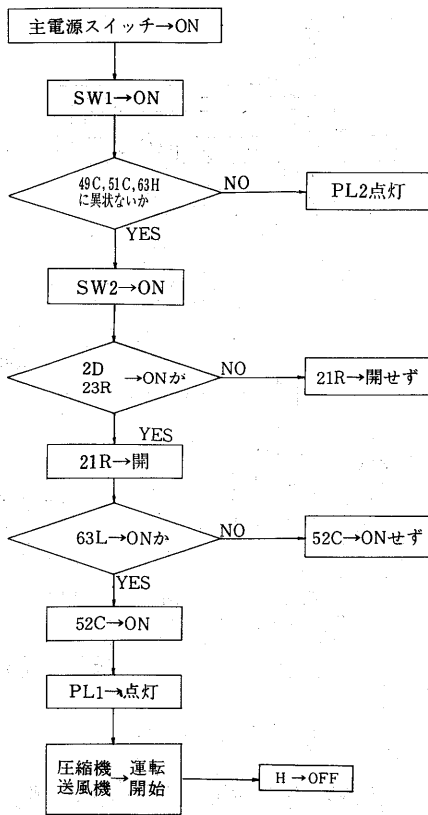 主電源スイッチ→ON
SW1→ON
49C,51C,63H
に異状ないか
NO
PL2点灯
YES
SW2→ON
2D
23R →ONが
NO
21R→開せず
YES
21R→開
63L→ONか
NO
52C→ONせず
YES
52C→ON
PL1→点灯
圧縮機→運転
送風機 開始
H→OFF